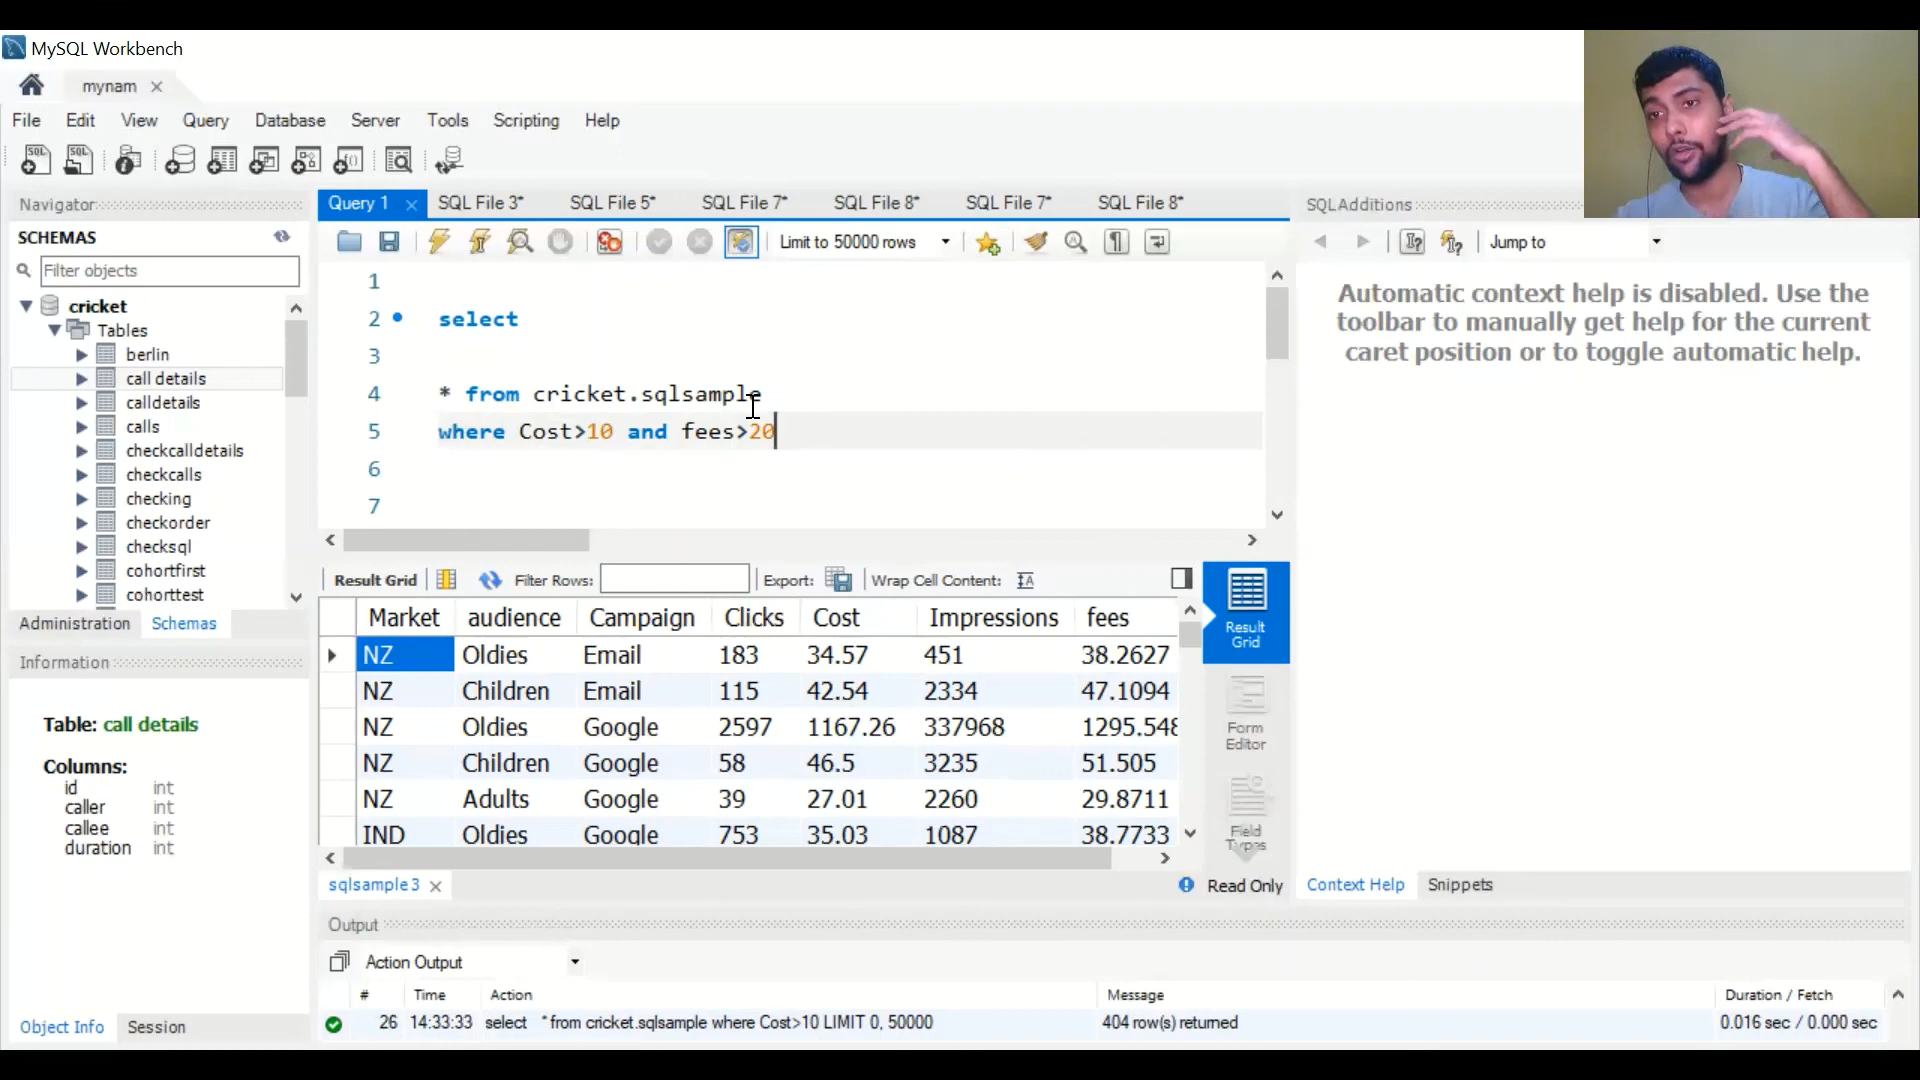 MySQL Workbench
mynam
File Edit View Query Database Server Tools Scripting Help
Navigator
SCHEMAS
Filter objects
cricket
Tables
berlin
call details
calldetails
calls
checkcalldetails
checkcalls
checking
checkorder
checksql
cohortfirst
cohorttest
Administration Schemas
Information
Table: call details
Columns:
id int
caller int
callee int
duration int
Object Info Session
Query 1 SQL File 3* SQL File 5* SQL File 7* SQL File 8* SQL File 7* SQL File 8*
Limit to 50000 rows
1
2 select
3
4 * from cricket.sqlsample
5 where Cost>10 and fees>20
6
7
Result Grid Filter Rows: Export: Wrap Cell Content:
Market audience Campaign Clicks Cost Impressions fees
NZ Oldies Email 183 34.57 451 38.2627
NZ Children Email 115 42.54 2334 47.1094
NZ Oldies Google 2597 1167.26 337968 1295.548
NZ Children Google 58 46.5 3235 51.505
NZ Adults Google 39 27.01 2260 29.8711
IND Oldies Google 753 35.03 1087 38.7733
Result
Grid
Form
Editor
Field
Types
sqlsample 3 Read Only
SQLAdditions
Jump to
Automatic context help is disabled. Use the
toolbar to manually get help for the current
caret position or to toggle automatic help.
Context Help Snippets
Output
Action Output
# Time Action Message Duration / Fetch
26 14:33:33 select * from cricket.sqlsample where Cost>10 LIMIT 0, 50000 404 row(s) returned 0.016 sec / 0.000 sec